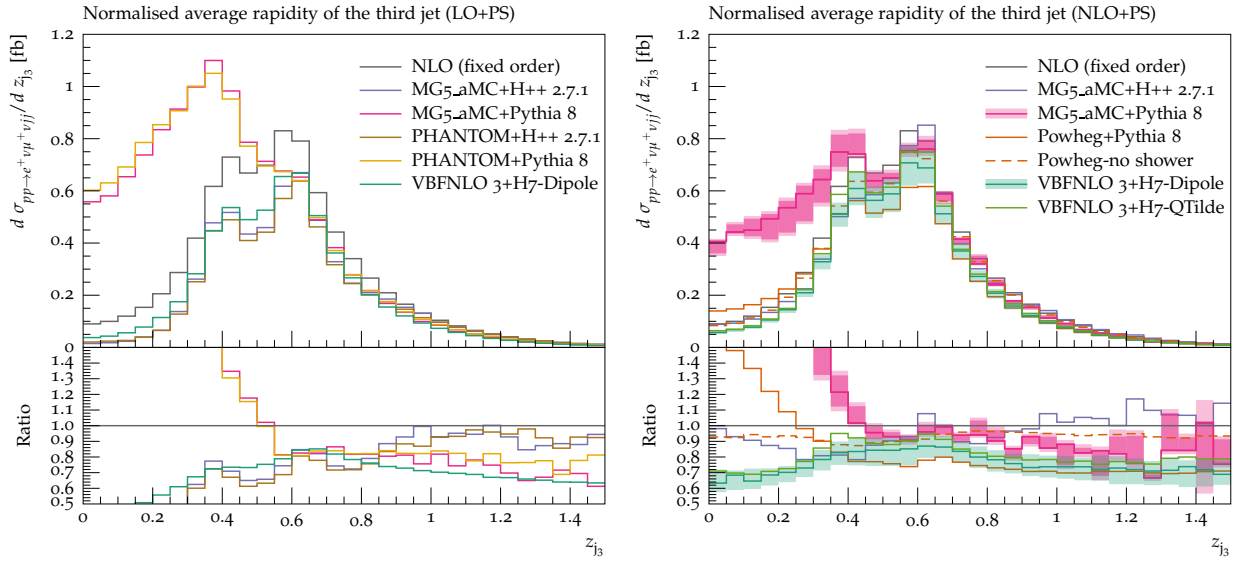 Normalised average rapidity of the third jet (LO+PS)
d σ_{pp→e⁺νμ⁺νjj}/d z_{j₃} [fb]
1.2
1
0.8
0.6
0.4
0.2
0
NLO (fixed order)
MG5_aMC+H++ 2.7.1
MG5_aMC+Pythia 8
PHANTOM+H++ 2.7.1
PHANTOM+Pythia 8
VBFNLO 3+H7-Dipole
Ratio
1.4
1.3
1.2
1.1
1.0
0.9
0.8
0.7
0.6
0.5
0 0.2 0.4 0.6 0.8 1 1.2 1.4
z_{j₃}
Normalised average rapidity of the third jet (NLO+PS)
d σ_{pp→e⁺νμ⁺νjj}/d z_{j₃} [fb]
1.2
1
0.8
0.6
0.4
0.2
0
NLO (fixed order)
MG5_aMC+H++ 2.7.1
MG5_aMC+Pythia 8
Powheg+Pythia 8
Powheg-no shower
VBFNLO 3+H7-Dipole
VBFNLO 3+H7-QTilde
Ratio
1.4
1.3
1.2
1.1
1.0
0.9
0.8
0.7
0.6
0.5
0 0.2 0.4 0.6 0.8 1 1.2 1.4
z_{j₃}